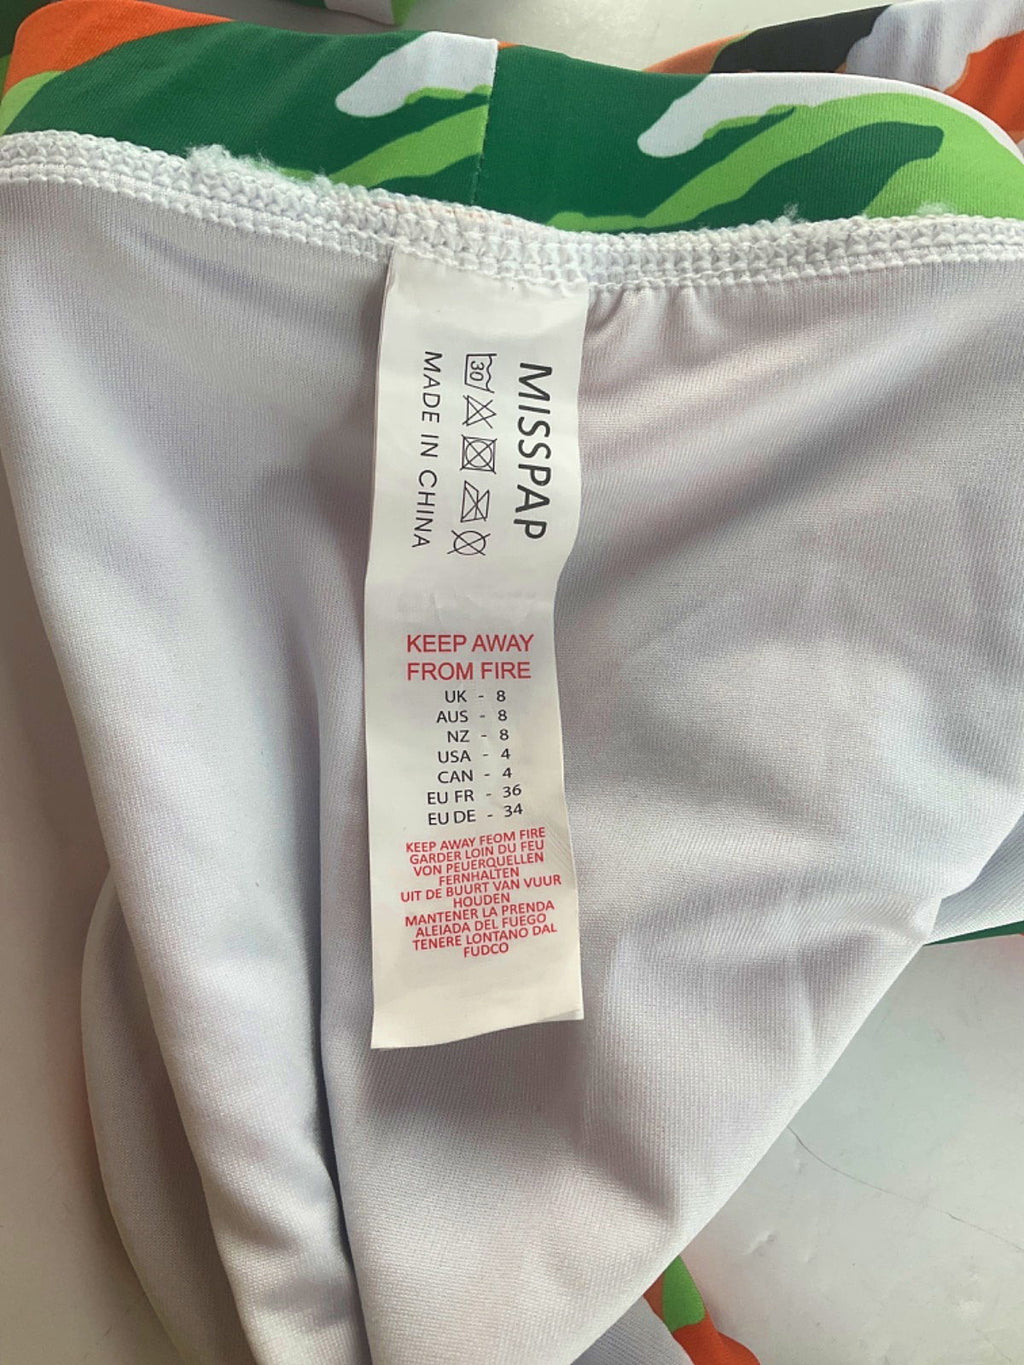 MISSPAP
30
MADE IN CHINA
KEEP AWAY
FROM FIRE
UK - 8
AUS - 8
NZ - 8
USA - 4
CAN - 4
EU FR - 36
EU DE - 34
KEEP AWAY FEOM FIRE
GARDER LOIN DU FEU
VON PEUERQUELLEN
FERNHALTEN
UIT DE BUURT VAN VUUR
HOUDEN
MANTENER LA PRENDA
ALEIADA DEL FUEGO
TENERE LONTANO DAL
FUDCO